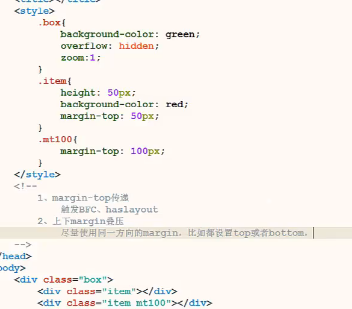 <title></title>
<style>
.box{
background-color: green;
overflow: hidden;
zoom:1;
}
.item{
height: 50px;
background-color: red;
margin-top: 50px;
}
.mt100{
margin-top: 100px;
}
</style>
<!--
1、margin-top传递
触发BFC、haslayout
2、上下margin叠压
尽量使用同一方向的margin，比如都设置top或者bottom。
-->
/head>
body>
<div class="box">
<div class="item"></div>
<div class="item mt100"></div>